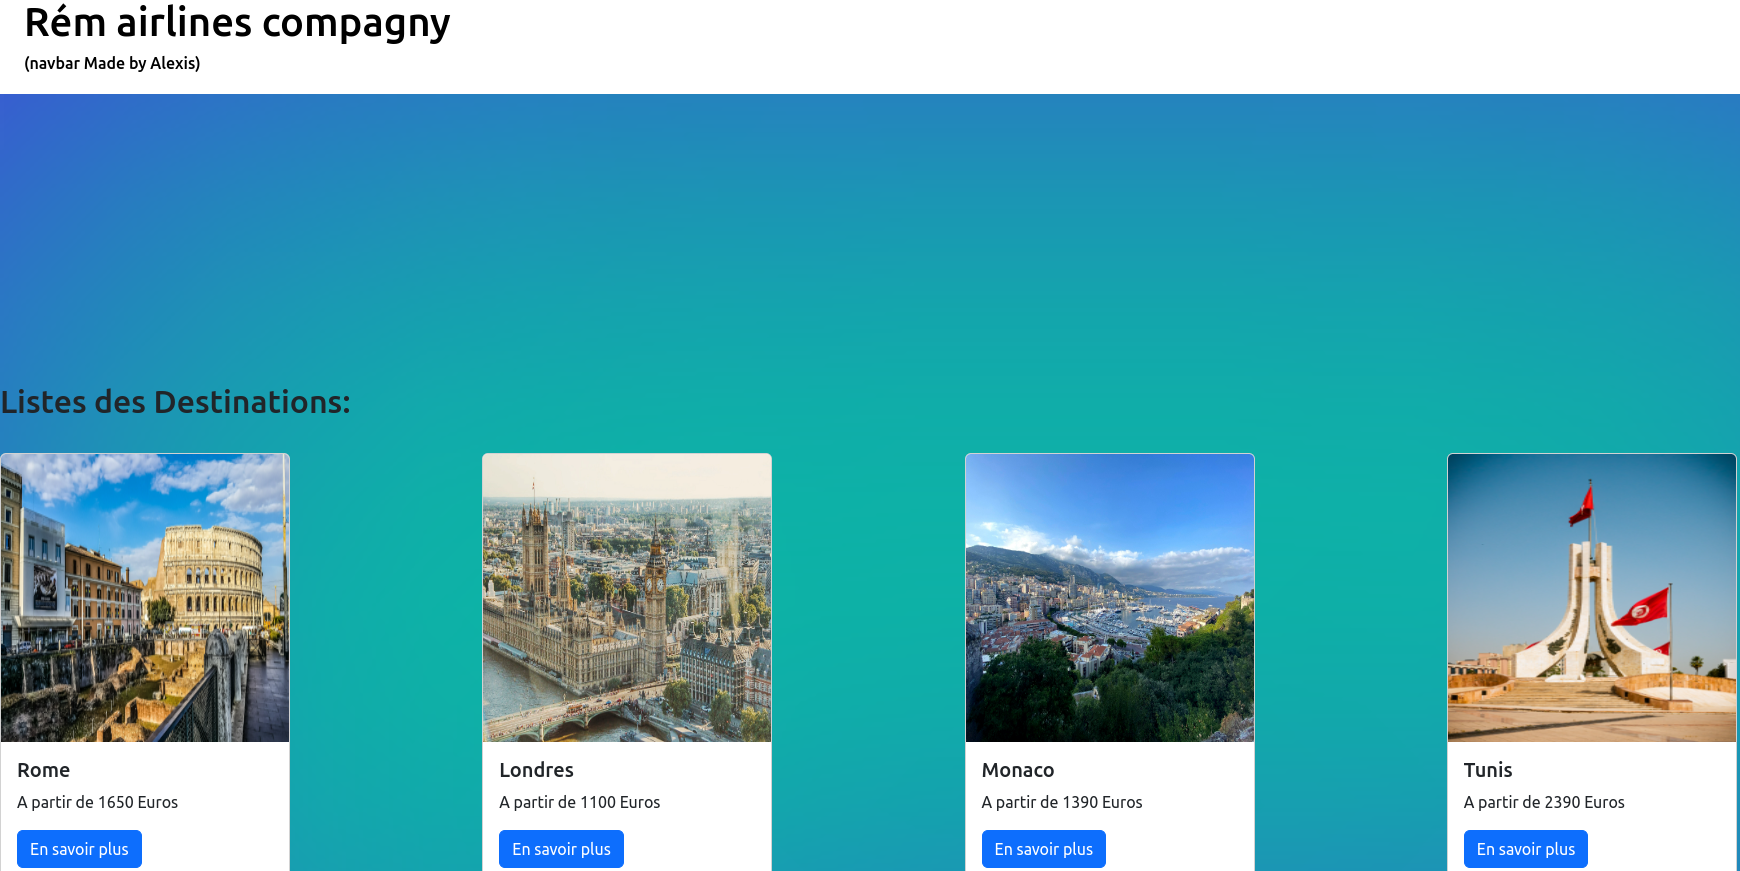 Rém airlines compagny
(navbar Made by Alexis)
Listes des Destinations:
Rome
A partir de 1650 Euros
En savoir plus
Londres
A partir de 1100 Euros
En savoir plus
Monaco
A partir de 1390 Euros
En savoir plus
Tunis
A partir de 2390 Euros
En savoir plus